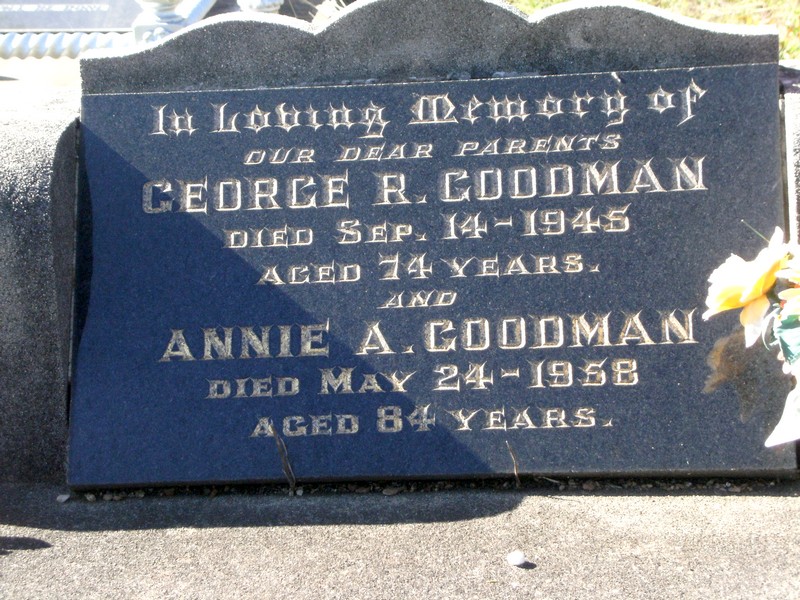 In Loving Memory of
OUR DEAR PARENTS
GEORGE R. GOODMAN
DIED SEP. 14-1945
AGED 74 YEARS.
AND
ANNIE A. GOODMAN
DIED MAY 24-1958
AGED 84 YEARS.